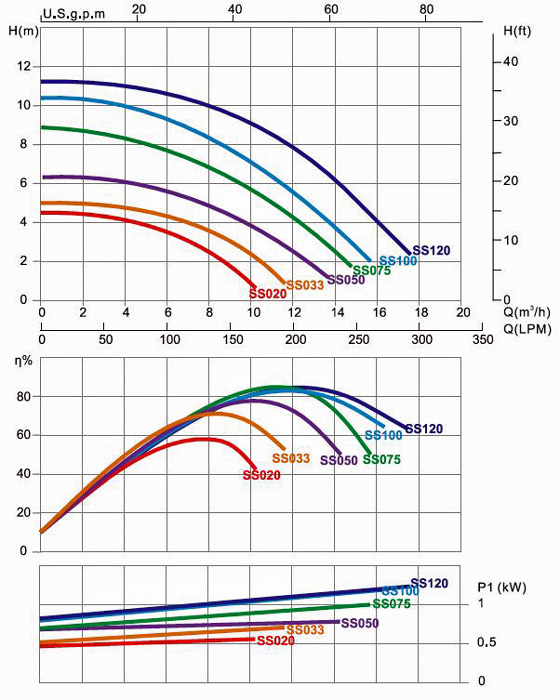 U.S.g.p.m 20 40 60 80
H(m) H(ft)
12 40
10
8 30
6 20
4
2 10
0 0
SS120
SS100
SS075
SS050
SS033
SS020
0 2 4 6 8 10 12 14 16 18 20 Q(m³/h)
0 50 100 150 200 250 300 350 Q(LPM)
η%
80
60
40
20
0
SS120
SS100
SS033
SS050
SS075
SS020
P1 (kW)
1
0.5
0
SS120
SS100
SS075
SS050
SS033
SS020